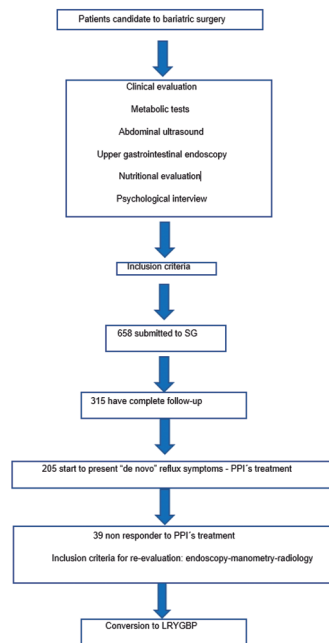 Patients candidate to bariatric surgery
Clinical evaluation
Metabolic tests
Abdominal ultrasound
Upper gastrointestinal endoscopy
Nutritional evaluation
Psychological interview
Inclusion criteria
658 submitted to SG
315 have complete follow-up
205 start to present “de novo” reflux symptoms - PPI´s treatment
39 non responder to PPI´s treatment
Inclusion criteria for re-evaluation: endoscopy-manometry-radiology
Conversion to LRYGBP